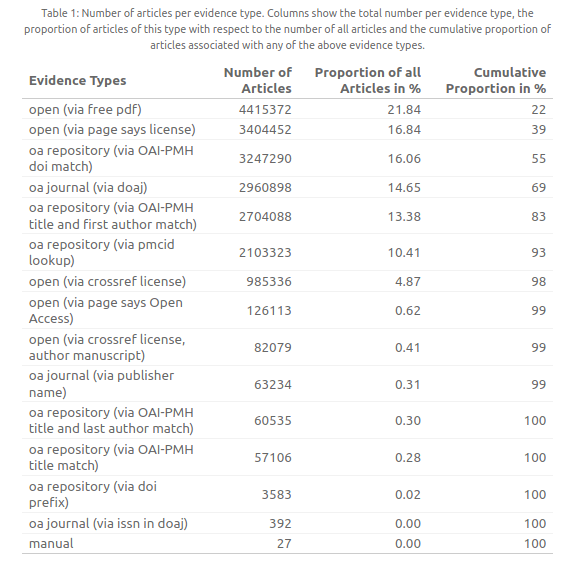 Table 1: Number of articles per evidence type. Columns show the total number per evidence type, the
proportion of articles of this type with respect to the number of all articles and the cumulative proportion of
articles associated with any of the above evidence types.
Evidence Types Number of Articles Proportion of all Articles in % Cumulative Proportion in %
open (via free pdf) 4415372 21.84 22
open (via page says license) 3404452 16.84 39
oa repository (via OAI-PMH doi match) 3247290 16.06 55
oa journal (via doaj) 2960898 14.65 69
oa repository (via OAI-PMH title and first author match) 2704088 13.38 83
oa repository (via pmcid lookup) 2103323 10.41 93
open (via crossref license) 985336 4.87 98
open (via page says Open Access) 126113 0.62 99
open (via crossref license, author manuscript) 82079 0.41 99
oa journal (via publisher name) 63234 0.31 99
oa repository (via OAI-PMH title and last author match) 60535 0.30 100
oa repository (via OAI-PMH title match) 57106 0.28 100
oa repository (via doi prefix) 3583 0.02 100
oa journal (via issn in doaj) 392 0.00 100
manual 27 0.00 100